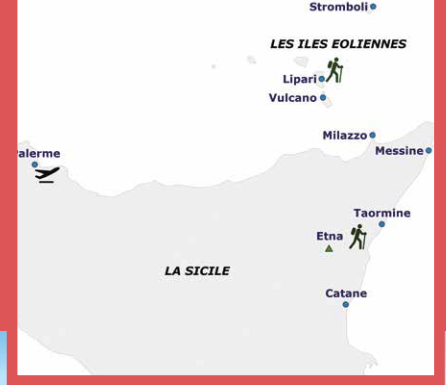 Stromboli
LES ILES EOLIENNES
Lipari
Vulcano
Milazzo
Messine
alerme
Taormine
Etna
LA SICILE
Catane